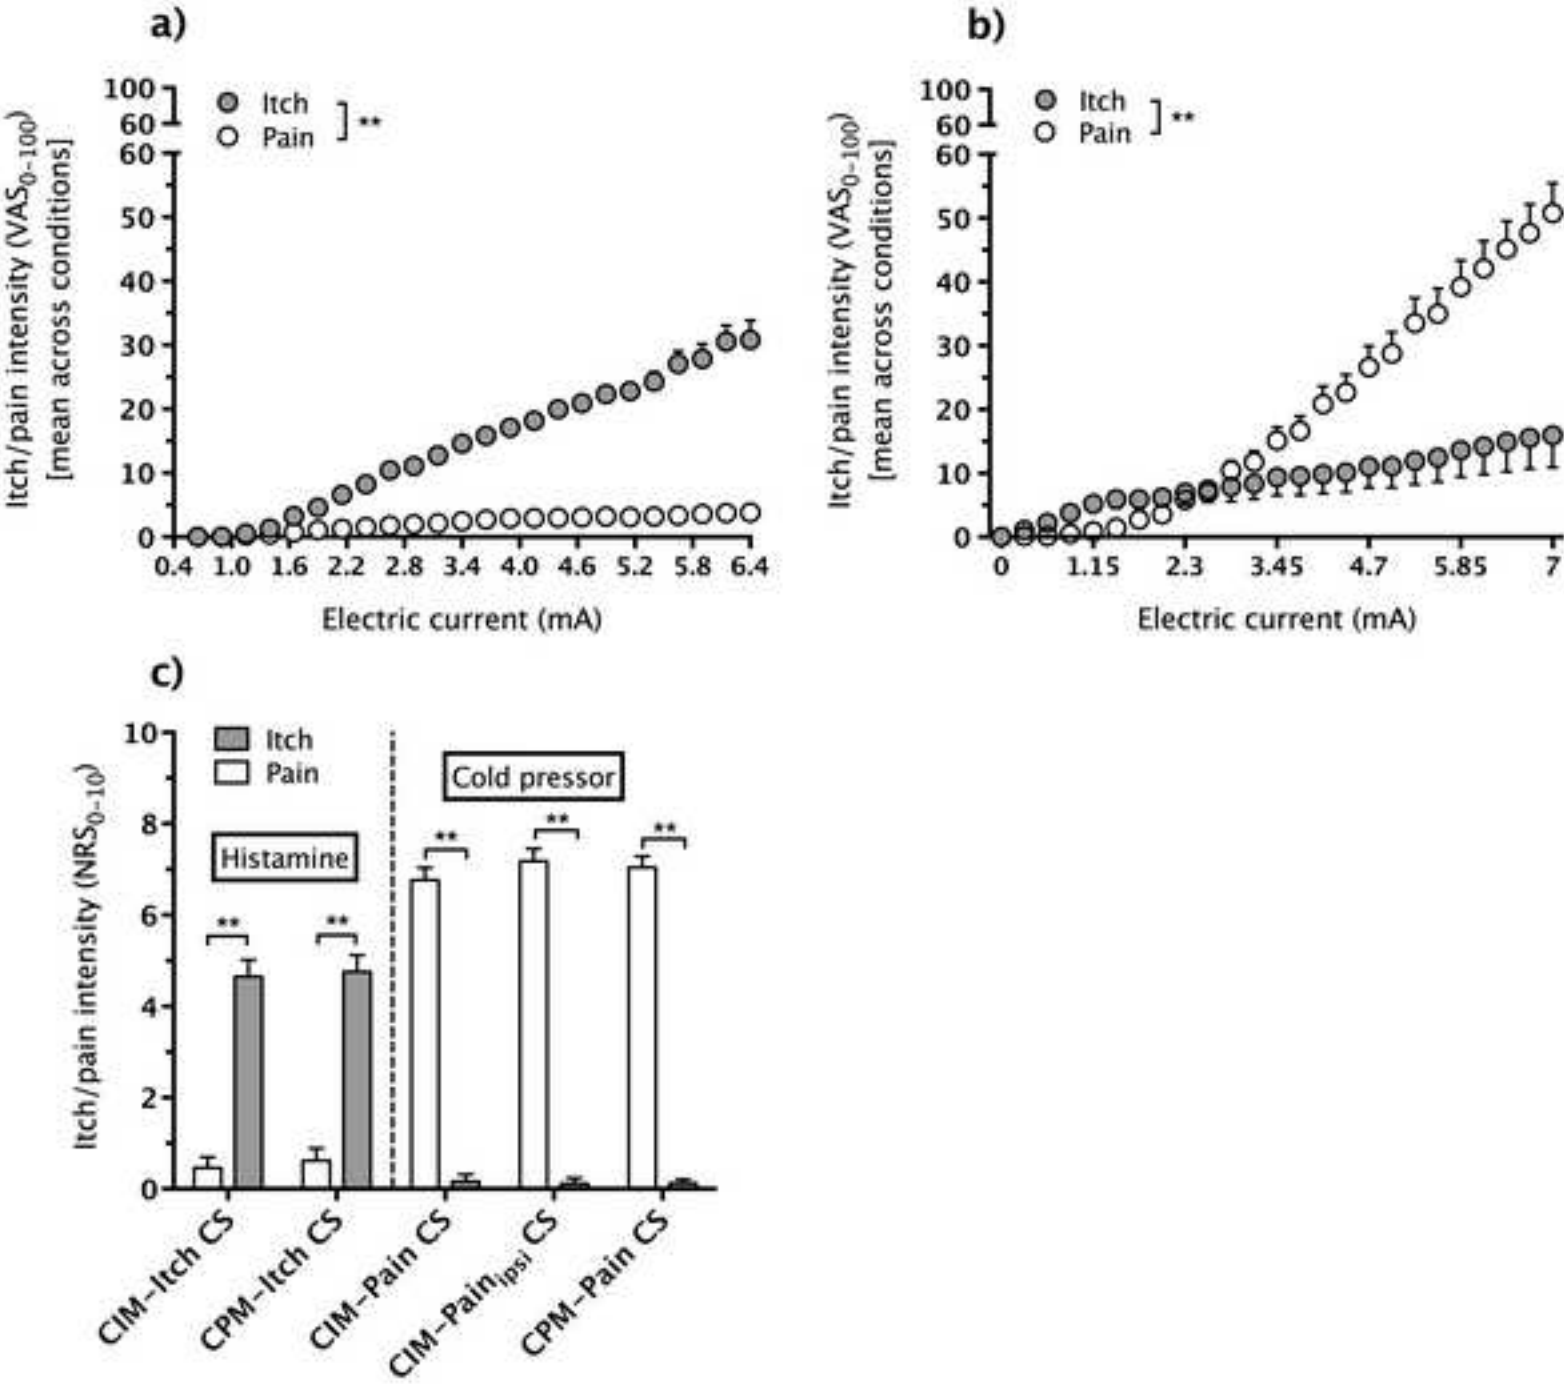 a)
Itch/pain intensity (VAS0-100)
[mean across conditions]
100
60
60
50
40
30
20
10
0
Itch
Pain
**
0.4 1.0 1.6 2.2 2.8 3.4 4.0 4.6 5.2 5.8 6.4
Electric current (mA)
b)
Itch/pain intensity (VAS0-100)
[mean across conditions]
100
60
60
50
40
30
20
10
0
Itch
Pain
**
0 1.15 2.3 3.45 4.7 5.85 7
Electric current (mA)
c)
Itch/pain intensity (NRS0-10)
10
8
6
4
2
0
Itch
Pain
Histamine
Cold pressor
** ** ** ** **
CIM-Itch CS
CPM-Itch CS
CIM-Pain CS
CIM-Painipsi CS
CPM-Pain CS